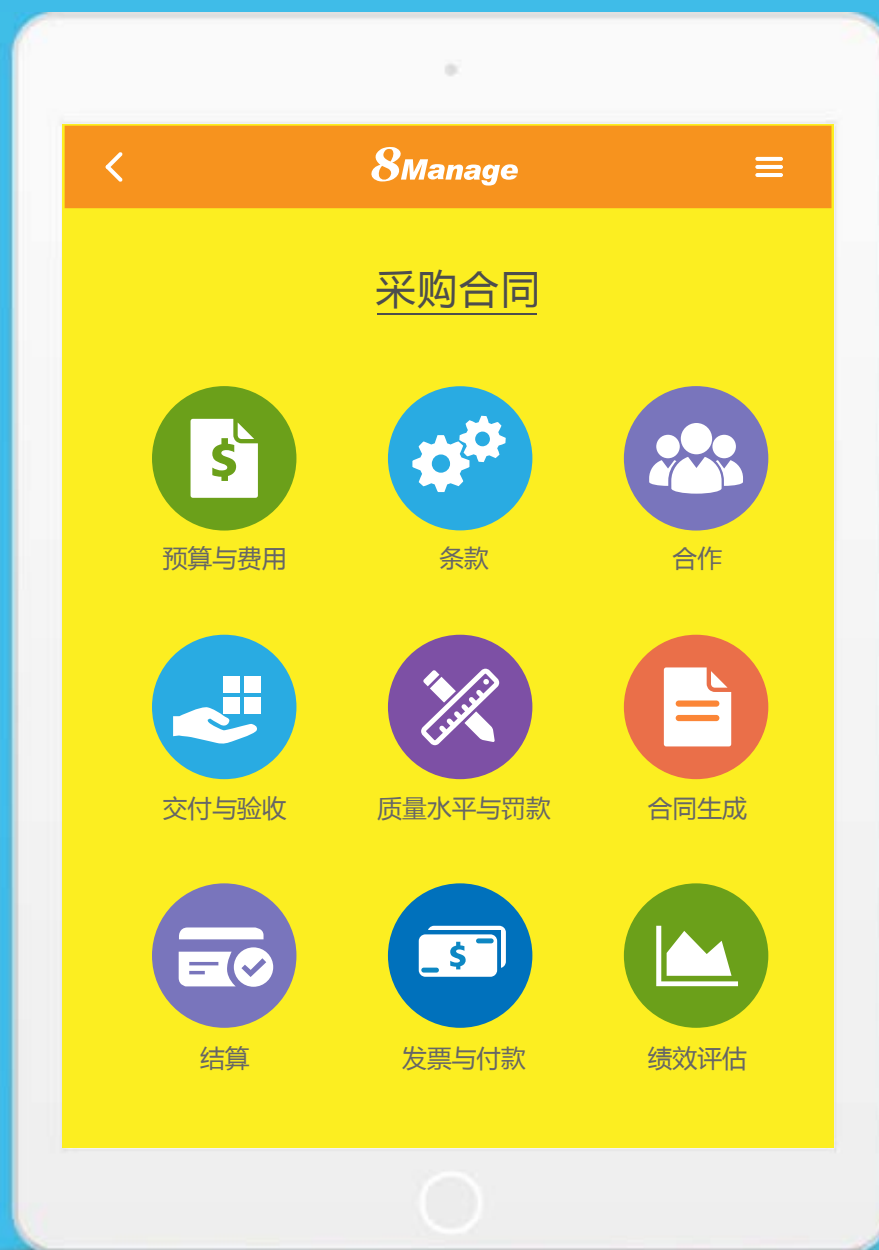 8Manage
采购合同
预算与费用
条款
合作
交付与验收
质量水平与罚款
合同生成
结算
发票与付款
绩效评估